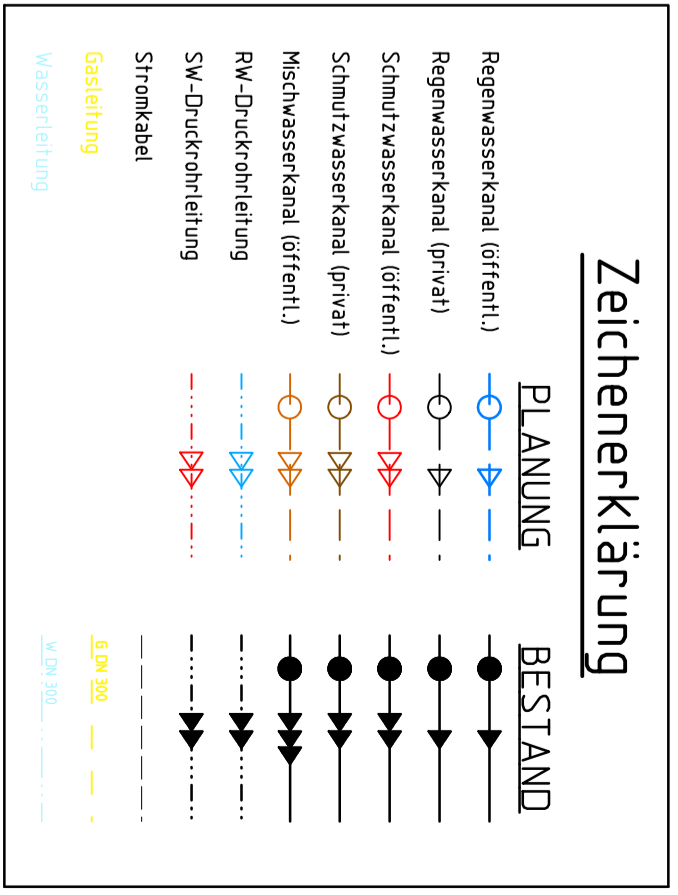 Zeichenerklärung
PLANUNG BESTAND
Regenwasserkanal (öffentl.)
Regenwasserkanal (privat)
Schmutzwasserkanal (öffentl.)
Schmutzwasserkanal (privat)
Mischwasserkanal (öffentl.)
RW-Druckrohrleitung
SW-Druckrohrleitung
Stromkabel
Gasleitung G DN 300
Wasserleitung W DN 300